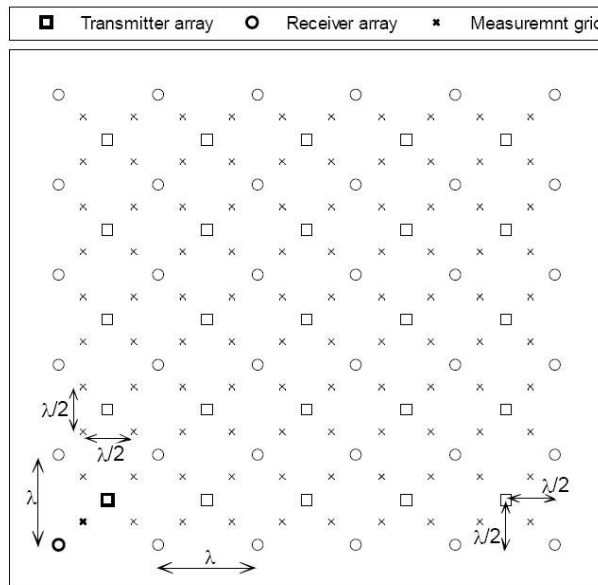 Transmitter array Receiver array Measuremnt grid
λ/2
λ/2
λ
λ/2
λ/2
λ